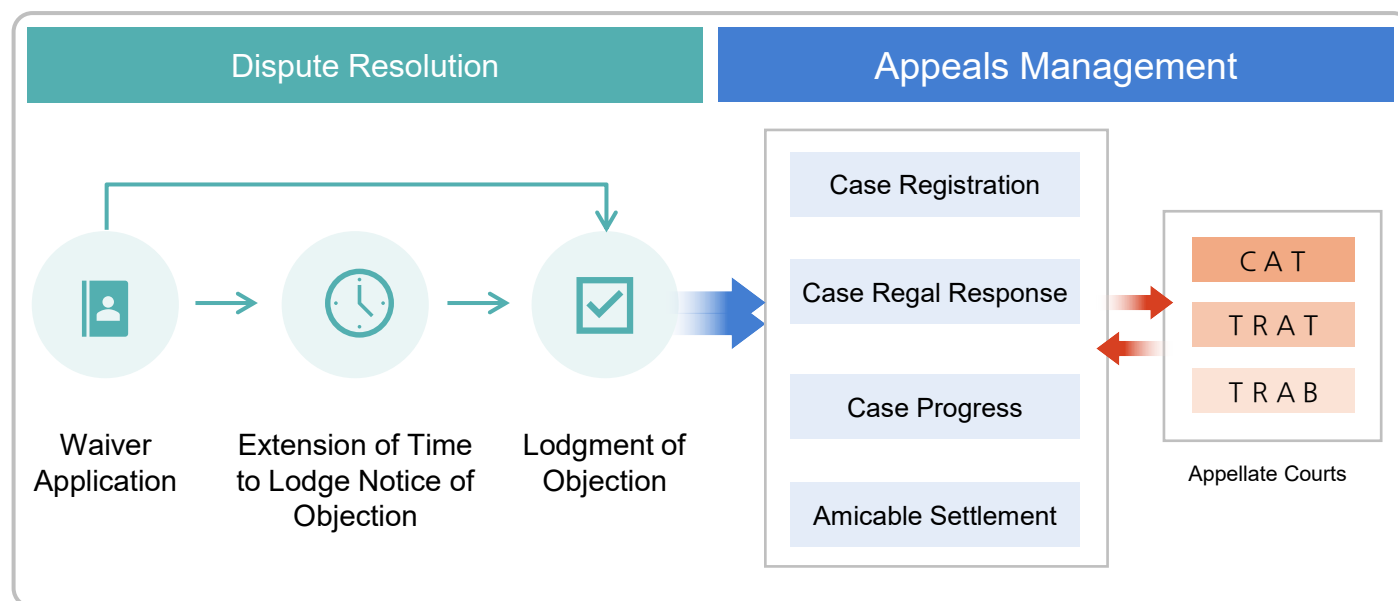 Dispute Resolution
Appeals Management
Waiver
Application
Extension of Time
to Lodge Notice of
Objection
Lodgment of
Objection
Case Registration
Case Regal Response
Case Progress
Amicable Settlement
CAT
TRAT
TRAB
Appellate Courts